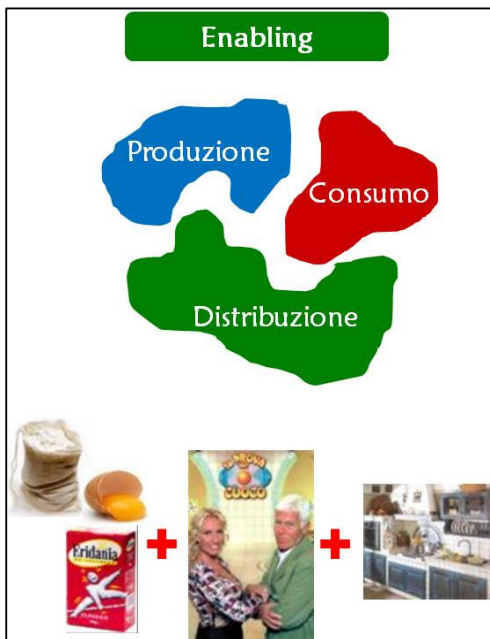 Enabling
Produzione
Consumo
Distribuzione
LA PROVA
DEL
CUOCO
Eridania